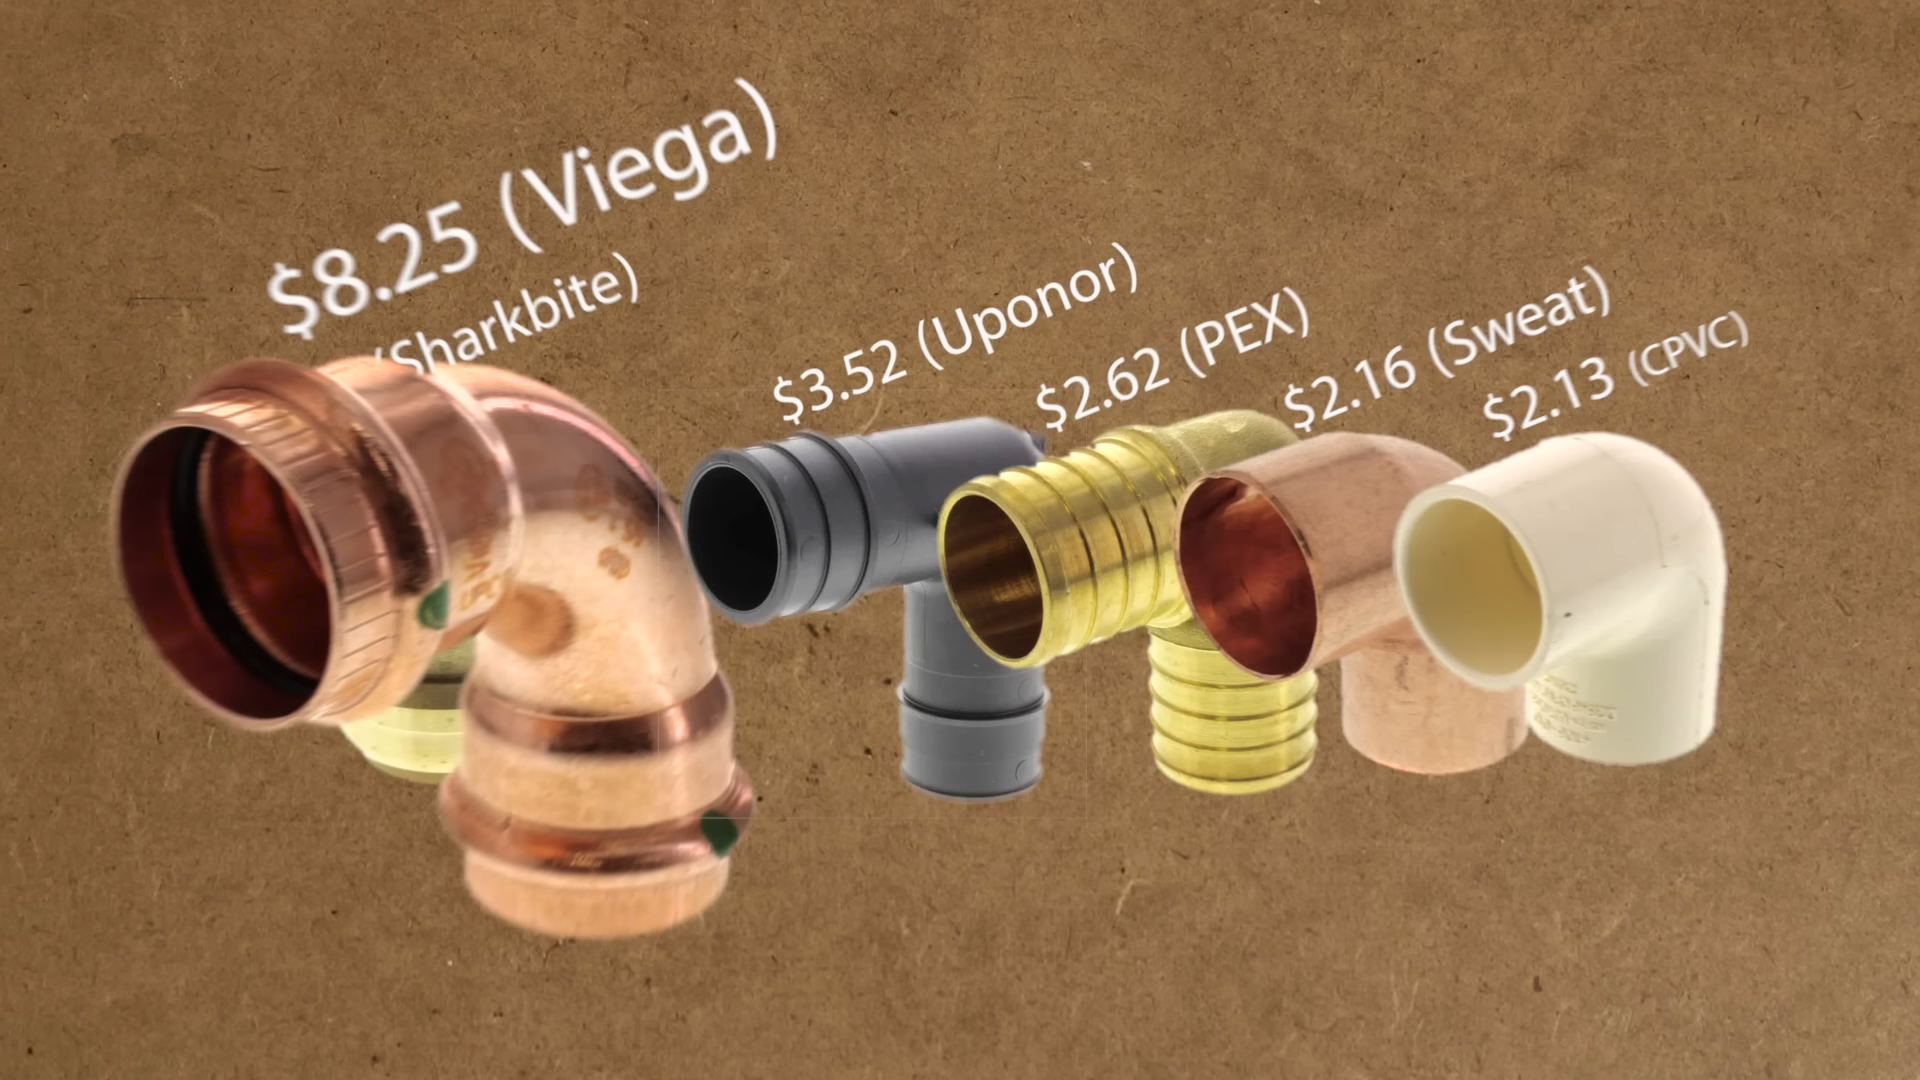 $8.25 (Viega)
(Sharkbite)
$3.52 (Uponor)
$2.62 (PEX)
$2.16 (Sweat)
$2.13 (CPVC)